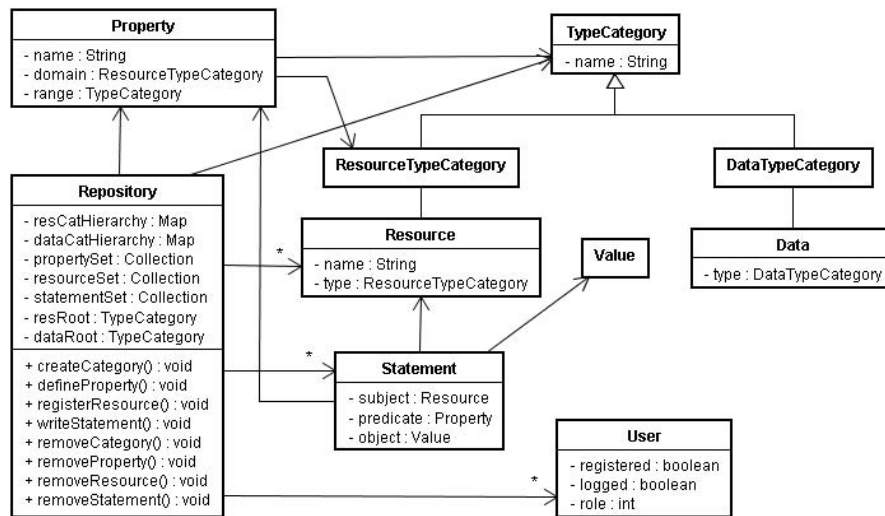 Property
- name : String
- domain : ResourceTypeCategory
- range : TypeCategory
TypeCategory
- name : String
ResourceTypeCategory
DataTypeCategory
Repository
- resCatHierarchy : Map
- dataCatHierarchy : Map
- propertySet : Collection
- resourceSet : Collection
- statementSet : Collection
- resRoot : TypeCategory
- dataRoot : TypeCategory
+ createCategory() : void
+ defineProperty() : void
+ registerResource() : void
+ writeStatement() : void
+ removeCategory() : void
+ removeProperty() : void
+ removeResource() : void
+ removeStatement() : void
*
Resource
- name : String
- type : ResourceTypeCategory
Value
Data
- type : DataTypeCategory
*
Statement
- subject : Resource
- predicate : Property
- object : Value
*
User
- registered : boolean
- logged : boolean
- role : int